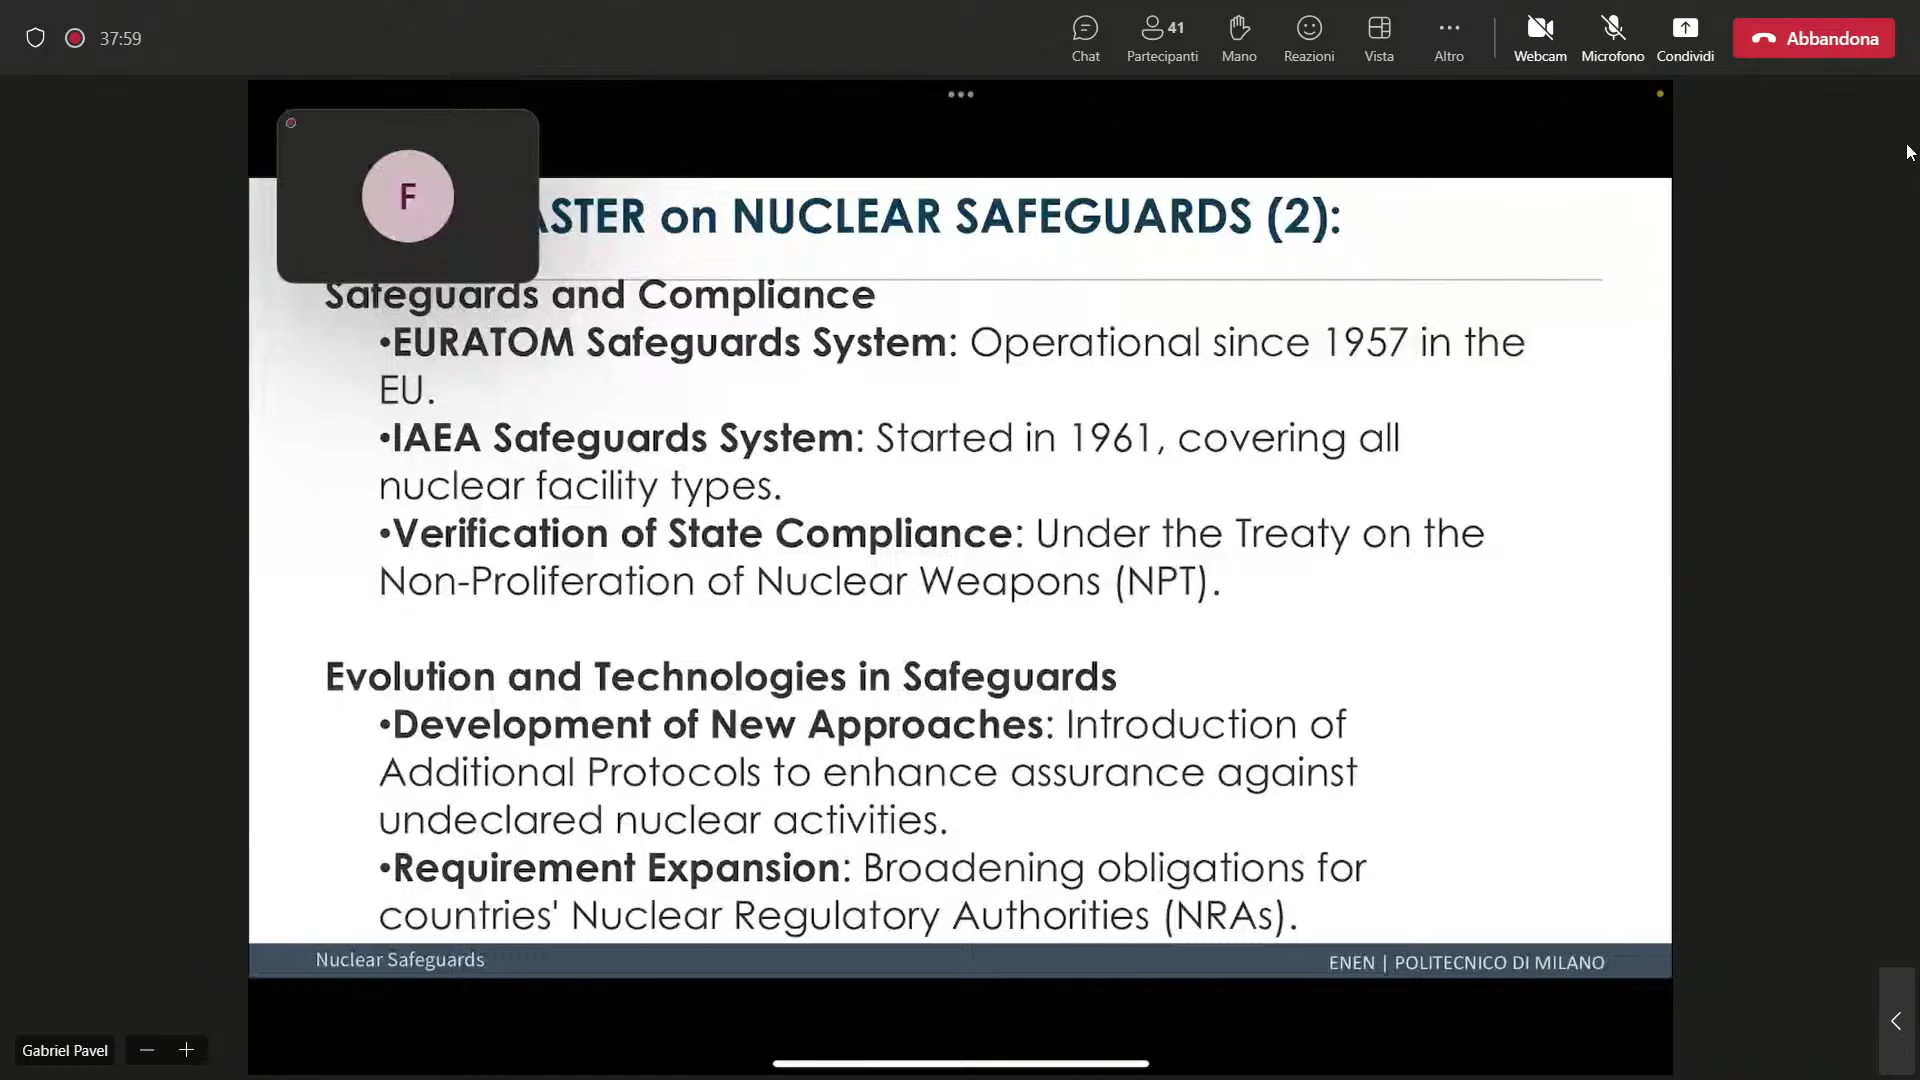 37:59
Chat
41
Partecipanti
Mano
Reazioni
Vista
Altro
Webcam
Microfono
Condividi
Abbandona
F
ASTER on NUCLEAR SAFEGUARDS (2):
Safeguards and Compliance
•EURATOM Safeguards System: Operational since 1957 in the
EU.
•IAEA Safeguards System: Started in 1961, covering all
nuclear facility types.
•Verification of State Compliance: Under the Treaty on the
Non-Proliferation of Nuclear Weapons (NPT).
Evolution and Technologies in Safeguards
•Development of New Approaches: Introduction of
Additional Protocols to enhance assurance against
undeclared nuclear activities.
•Requirement Expansion: Broadening obligations for
countries' Nuclear Regulatory Authorities (NRAs).
Nuclear Safeguards
ENEN | POLITECNICO DI MILANO
Gabriel Pavel